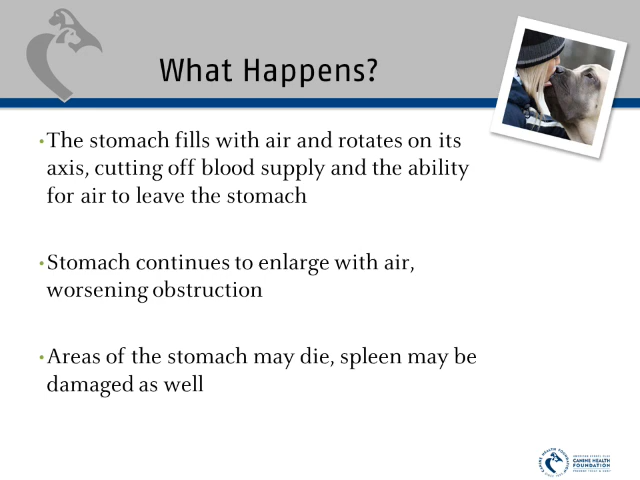 What Happens?
•The stomach fills with air and rotates on its
axis, cutting off blood supply and the ability
for air to leave the stomach
•Stomach continues to enlarge with air,
worsening obstruction
•Areas of the stomach may die, spleen may be
damaged as well
CANINE HEALTH
FOUNDATION